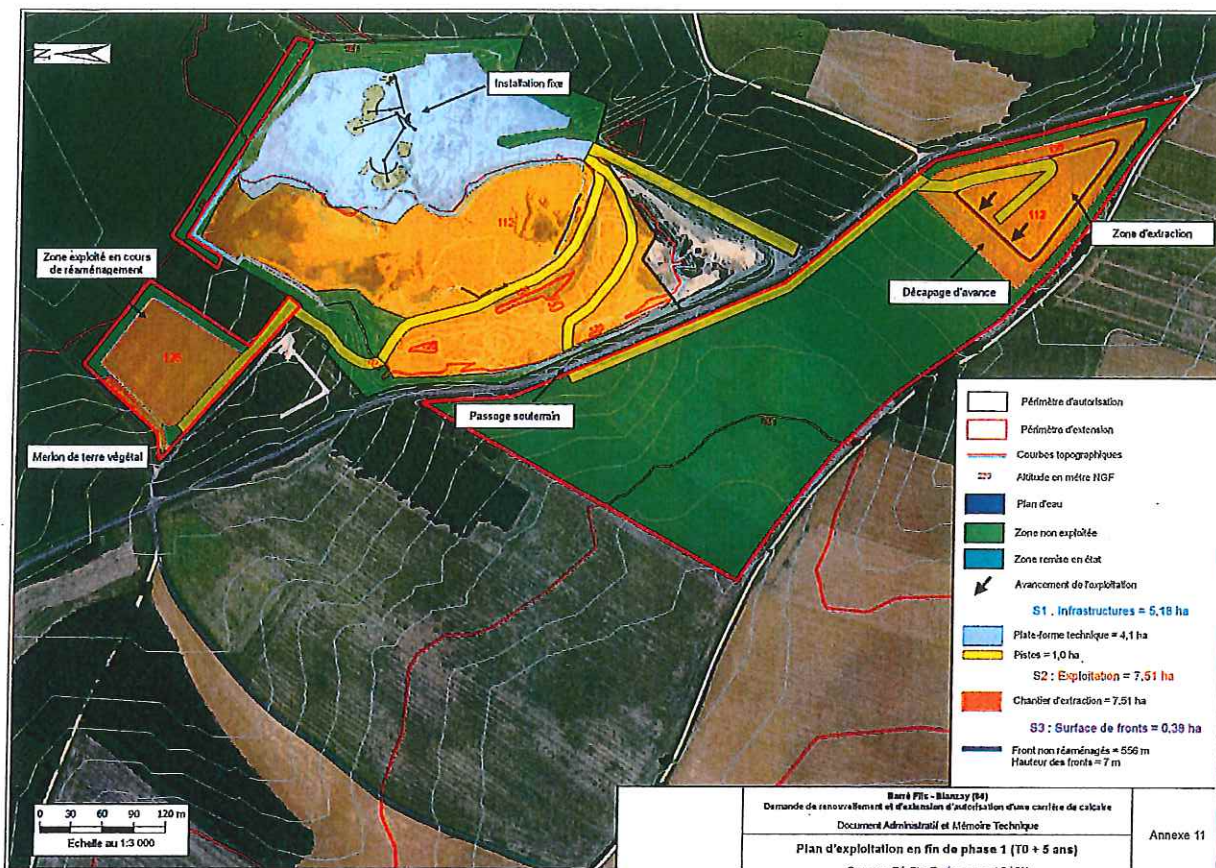 N
Installation fixe
Zone exploité en cours
de réaménagement
112
Zone d'extraction
112
Décapage d'avance
Passage souterrain
Merlon de terre végétal
Périmètre d'autorisation
Périmètre d'extension
Courbes topographiques
Altitude en mètre NGF
Plan d'eau
Zone non exploitée
Zone remise en état
Avancement de l'exploitation
S1 . Infrastructures = 5,18 ha
Plate-forme technique = 4,1 ha
Pistes = 1,0 ha
S2 : Exploitation = 7,51 ha
Chantier d'extraction = 7,51 ha
S3 : Surface de fronts = 0,39 ha
Front non réaménagés = 556 m
Hauteur des fronts = 7 m
0 30 60 90 120 m
Echelle au 1:3 000
Barré Fils - Blanzay (86)
Demande de renouvellement et d'extension d'autorisation d'une carrière de calcaire
Document Administratif et Mémoire Technique
Annexe 11
Plan d'exploitation en fin de phase 1 (T0 + 5 ans)